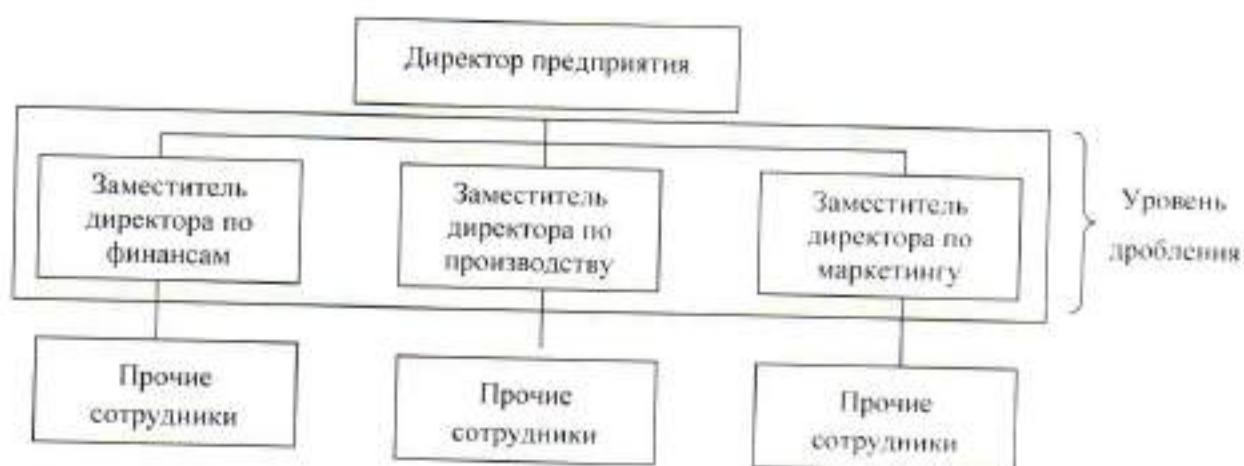 Директор предприятия
Заместитель
директора по
финансам
Заместитель
директора по
производству
Заместитель
директора по
маркетингу
Уровень
дробления
Прочие
сотрудники
Прочие
сотрудники
Прочие
сотрудники